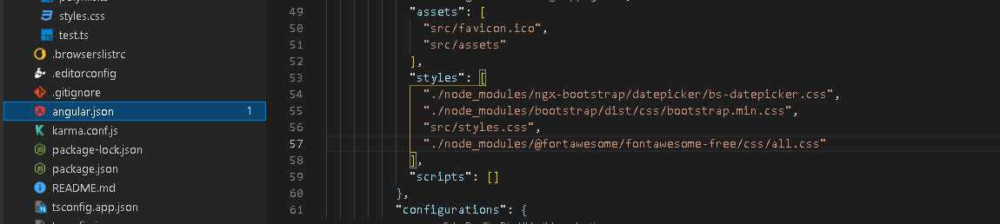 styles.css
test.ts
.browserslistrc
.editorconfig
.gitignore
angular.json 1
karma.conf.js
package-lock.json
package.json
README.md
tsconfig.app.json
49 "assets": [
50 "src/favicon.ico",
51 "src/assets"
52 ],
53 "styles": [
54 "./node_modules/ngx-bootstrap/datepicker/bs-datepicker.css",
55 "./node_modules/bootstrap/dist/css/bootstrap.min.css",
56 "src/styles.css",
57 "./node_modules/@fortawesome/fontawesome-free/css/all.css"
58 ],
59 "scripts": []
60 },
61 "configurations": {